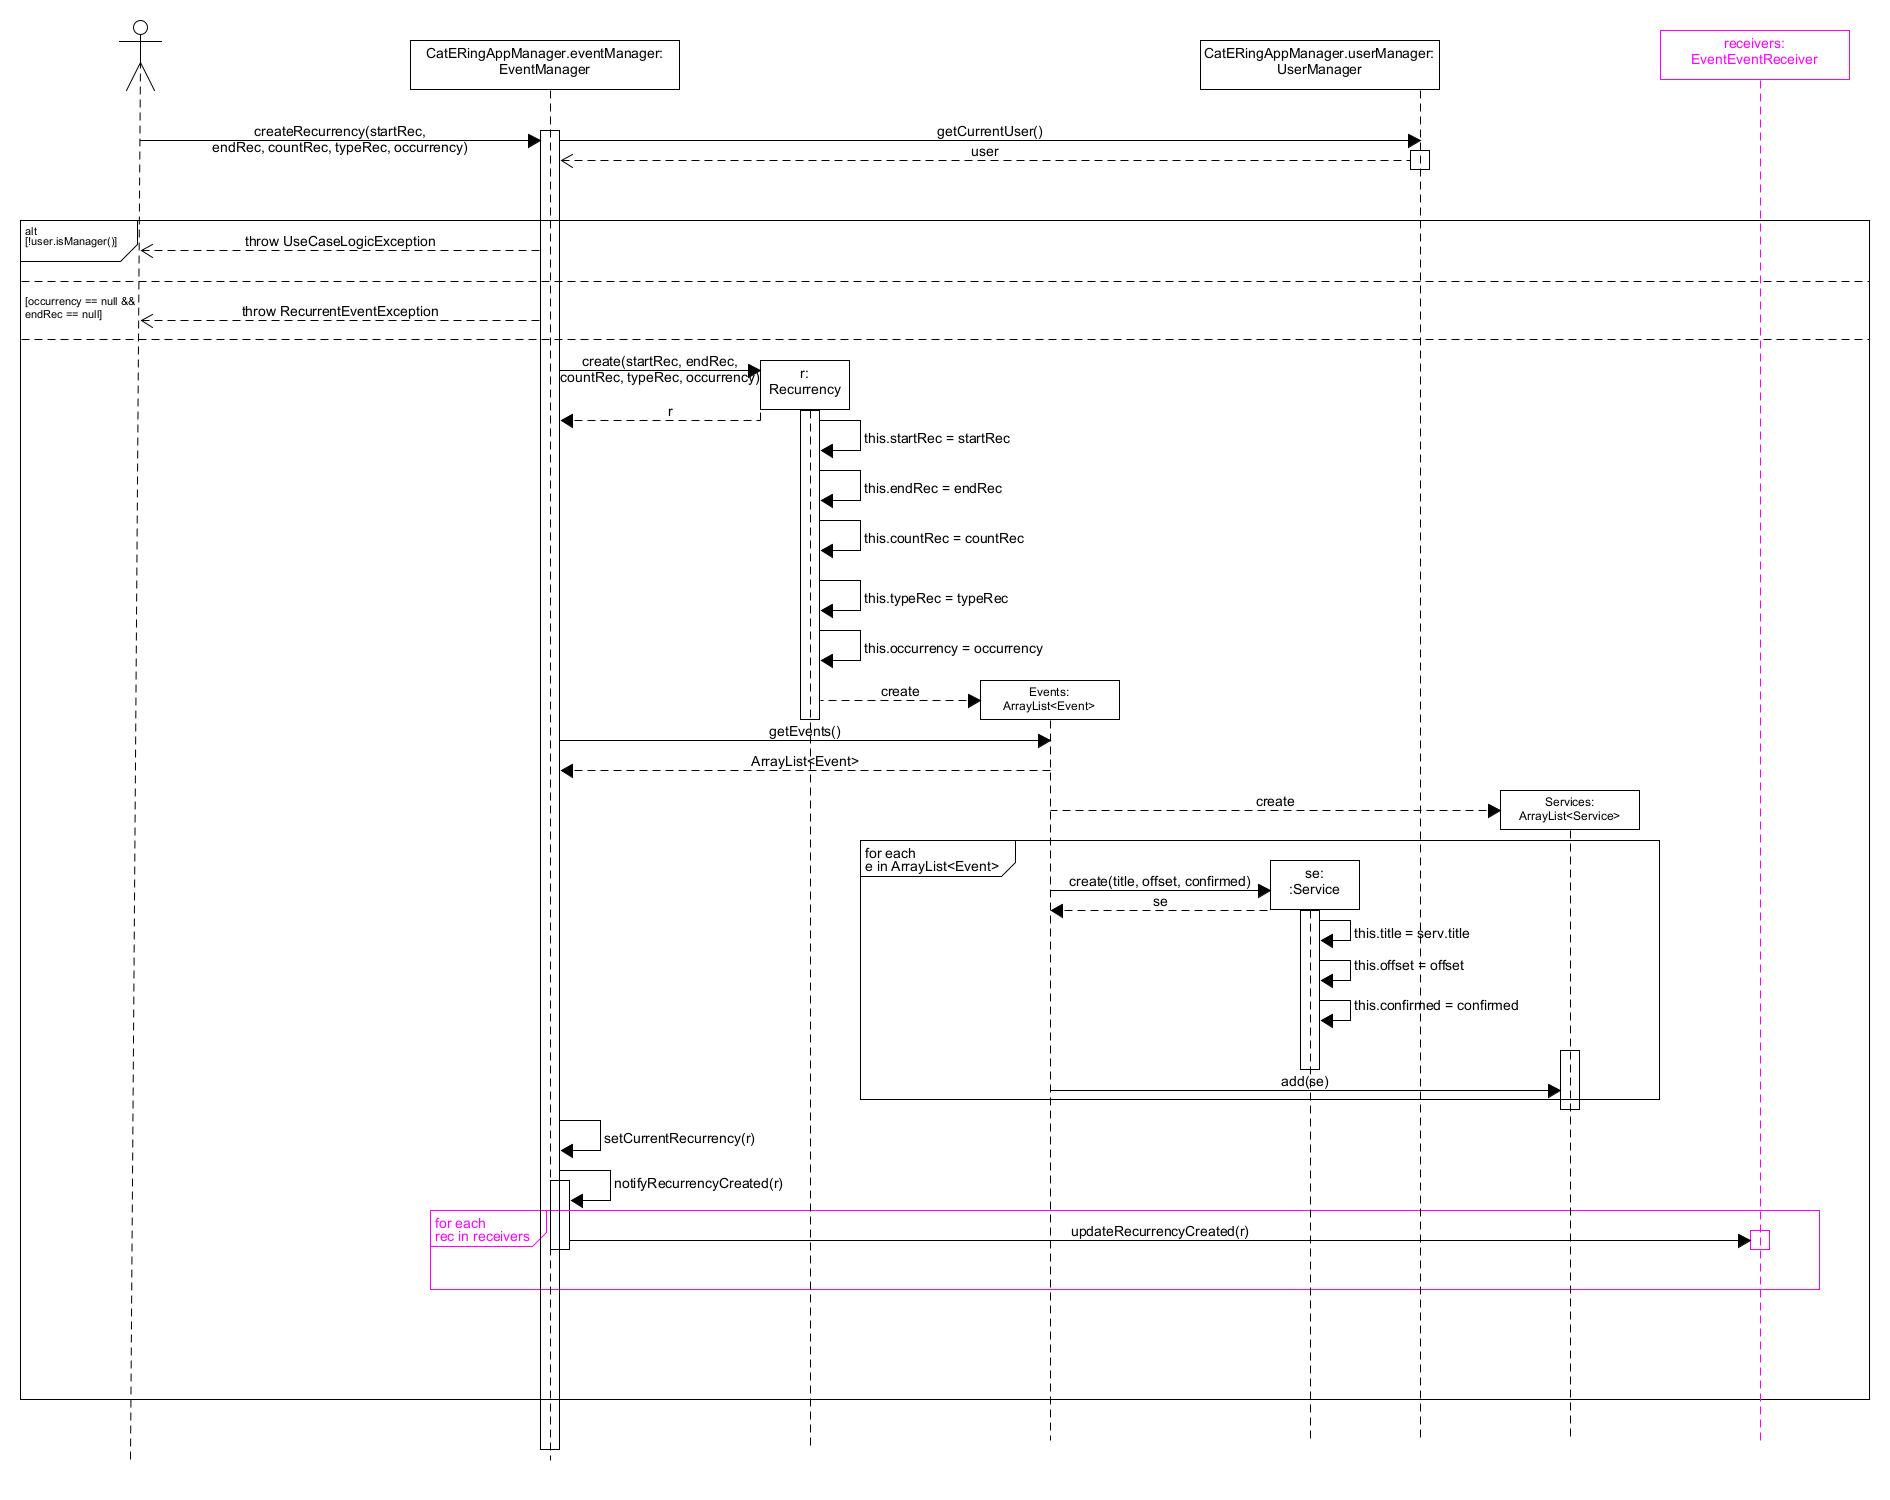 CatERingAppManager.eventManager:
EventManager
CatERingAppManager.userManager:
UserManager
receivers:
EventEventReceiver
createRecurrency(startRec,
endRec, countRec, typeRec, occurrency)
getCurrentUser()
user
alt
[!user.isManager()]
throw UseCaseLogicException
[occurrency == null &&
endRec == null]
throw RecurrentEventException
create(startRec, endRec,
countRec, typeRec, occurrency)
r:
Recurrency
r
this.startRec = startRec
this.endRec = endRec
this.countRec = countRec
this.typeRec = typeRec
this.occurrency = occurrency
create
Events:
ArrayList<Event>
getEvents()
ArrayList<Event>
create
Services:
ArrayList<Service>
for each
e in ArrayList<Event>
create(title, offset, confirmed)
se:
:Service
se
this.title = serv.title
this.offset = offset
this.confirmed = confirmed
add(se)
setCurrentRecurrency(r)
notifyRecurrencyCreated(r)
for each
rec in receivers
updateRecurrencyCreated(r)